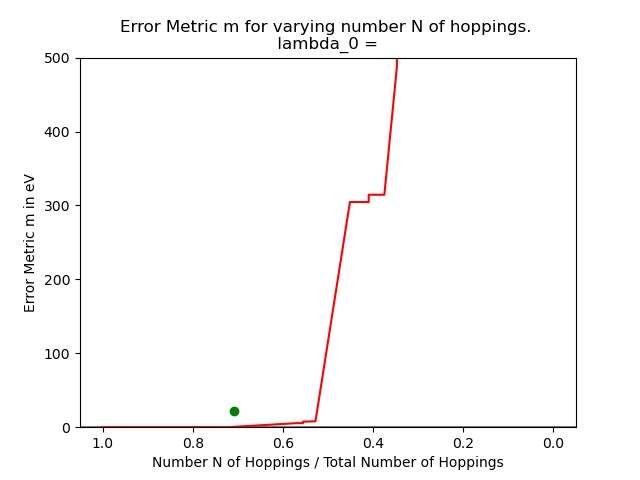 Error Metric m for varying number N of hoppings.
lambda_0 =
500
400
300
200
100
0
Error Metric m in eV
1.0 0.8 0.6 0.4 0.2 0.0
Number N of Hoppings / Total Number of Hoppings